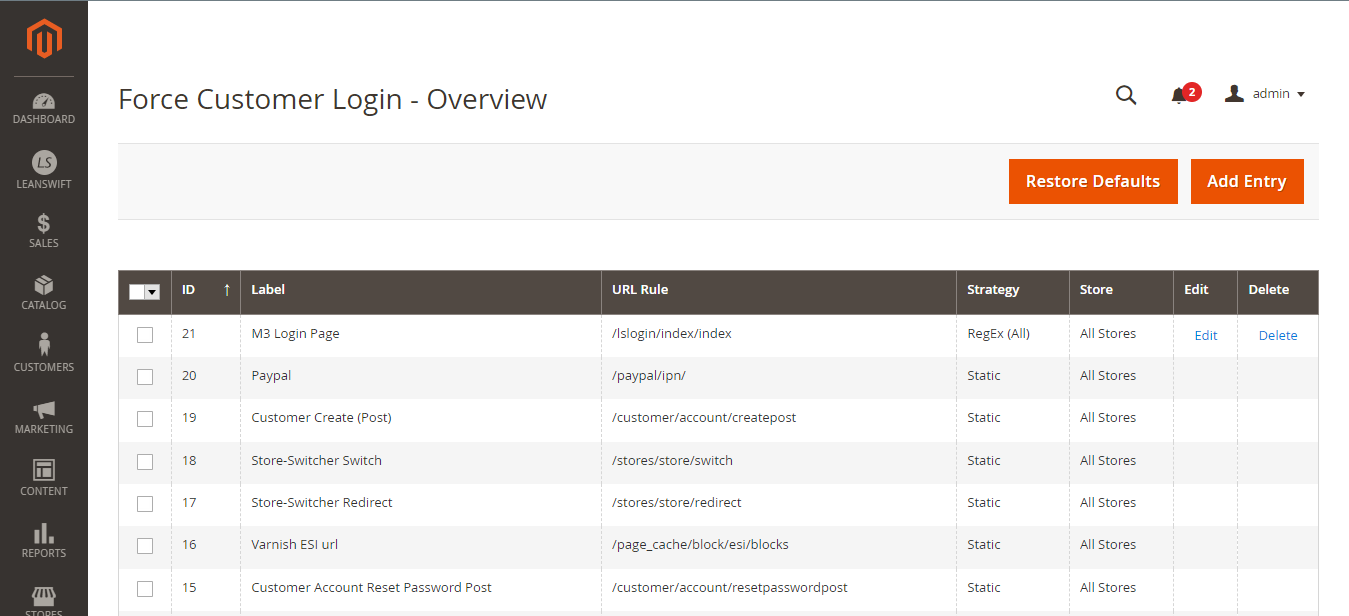 Force Customer Login - Overview
2
admin
DASHBOARD
LS
LEANSWIFT
SALES
CATALOG
CUSTOMERS
MARKETING
CONTENT
REPORTS
STORES
Restore Defaults
Add Entry
ID ↑ Label URL Rule Strategy Store Edit Delete
21 M3 Login Page /lslogin/index/index RegEx (All) All Stores Edit Delete
20 Paypal /paypal/ipn/ Static All Stores
19 Customer Create (Post) /customer/account/createpost Static All Stores
18 Store-Switcher Switch /stores/store/switch Static All Stores
17 Store-Switcher Redirect /stores/store/redirect Static All Stores
16 Varnish ESI url /page_cache/block/esi/blocks Static All Stores
15 Customer Account Reset Password Post /customer/account/resetpasswordpost Static All Stores